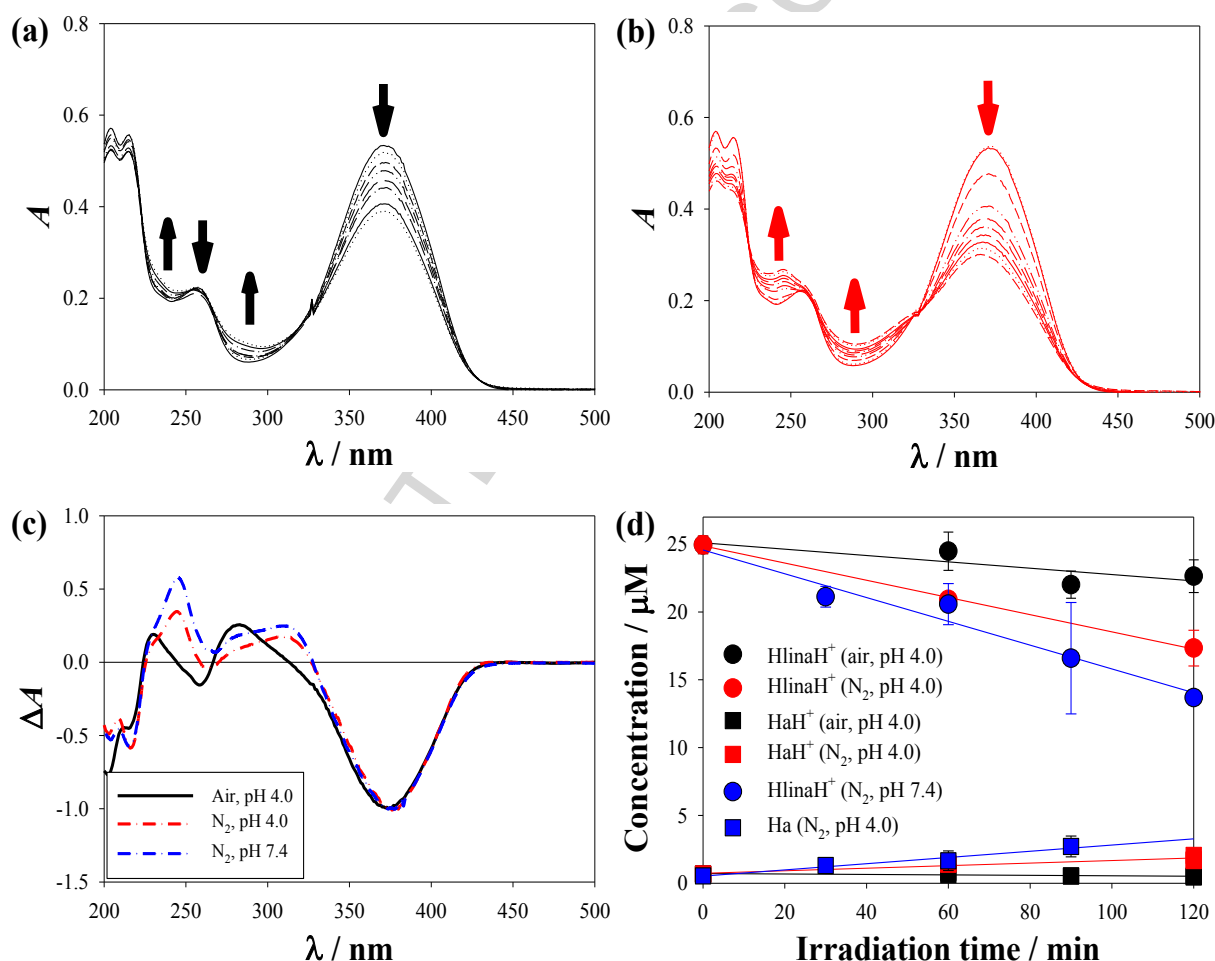 (a)
0.8
0.6
0.4
0.2
0.0
A
200 250 300 350 400 450 500
λ / nm
(b)
0.8
0.6
0.4
0.2
0.0
A
200 250 300 350 400 450 500
λ / nm
(c)
1.0
0.5
0.0
-0.5
-1.0
-1.5
ΔA
Air, pH 4.0
N₂, pH 4.0
N₂, pH 7.4
200 250 300 350 400 450 500
λ / nm
(d)
25
20
15
10
5
0
Concentration / µM
HlinaH⁺ (air, pH 4.0)
HlinaH⁺ (N₂, pH 4.0)
HaH⁺ (air, pH 4.0)
HaH⁺ (N₂, pH 4.0)
HlinaH⁺ (N₂, pH 7.4)
Ha (N₂, pH 4.0)
0 20 40 60 80 100 120
Irradiation time / min